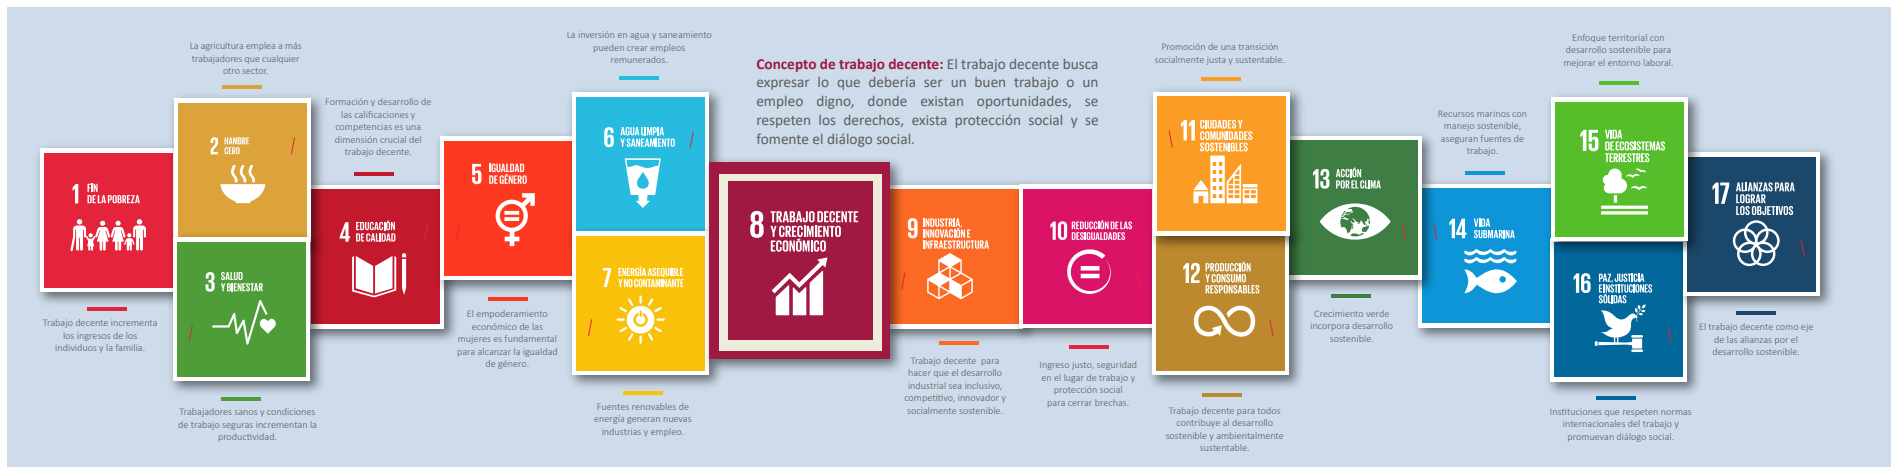 1 FIN
DE LA POBREZA
Trabajo decente incrementa
los ingresos de los
individuos y la familia.
La agricultura emplea a más
trabajadores que cualquier
otro sector.
2 HAMBRE
CERO
3 SALUD
Y BIENESTAR
Trabajadores sanos y condiciones
de trabajo seguras incrementan la
productividad.
Formación y desarrollo de
las calificaciones y
competencias es una
dimensión crucial del
trabajo decente.
4 EDUCACIÓN
DE CALIDAD
5 IGUALDAD
DE GÉNERO
El empoderamiento
económico de las
mujeres es fundamental
para alcanzar la igualdad
de género.
La inversión en agua y saneamiento
pueden crear empleos
remunerados.
6 AGUA LIMPIA
Y SANEAMIENTO
7 ENERGÍA ASEQUIBLE
Y NO CONTAMINANTE
Fuentes renovables de
energía generan nuevas
industrias y empleo.
Concepto de trabajo decente: El trabajo decente busca
expresar lo que debería ser un buen trabajo o un
empleo digno, donde existan oportunidades, se
respeten los derechos, exista protección social y se
fomente el diálogo social.
8 TRABAJO DECENTE
Y CRECIMIENTO
ECONÓMICO
9 INDUSTRIA,
INNOVACIÓN E
INFRAESTRUCTURA
Trabajo decente para
hacer que el desarrollo
industrial sea inclusivo,
competitivo, innovador y
socialmente sostenible.
10 REDUCCIÓN DE LAS
DESIGUALDADES
Ingreso justo, seguridad
en el lugar de trabajo y
protección social
para cerrar brechas.
Promoción de una transición
socialmente justa y sustentable.
11 CIUDADES Y
COMUNIDADES
SOSTENIBLES
12 PRODUCCIÓN
Y CONSUMO
RESPONSABLES
Trabajo decente para todos
contribuye al desarrollo
sostenible y ambientalmente
sustentable.
13 ACCIÓN
POR EL CLIMA
Crecimiento verde
incorpora desarrollo
sostenible.
Recursos marinos con
manejo sostenible,
aseguran fuentes de
trabajo.
14 VIDA
SUBMARINA
Enfoque territorial con
desarrollo sostenible para
mejorar el entorno laboral.
15 VIDA
DE ECOSISTEMAS
TERRESTRES
16 PAZ, JUSTICIA
E INSTITUCIONES
SÓLIDAS
Instituciones que respeten normas
internacionales del trabajo y
promuevan diálogo social.
17 ALIANZAS PARA
LOGRAR
LOS OBJETIVOS
El trabajo decente como eje
de las alianzas por el
desarrollo sostenible.